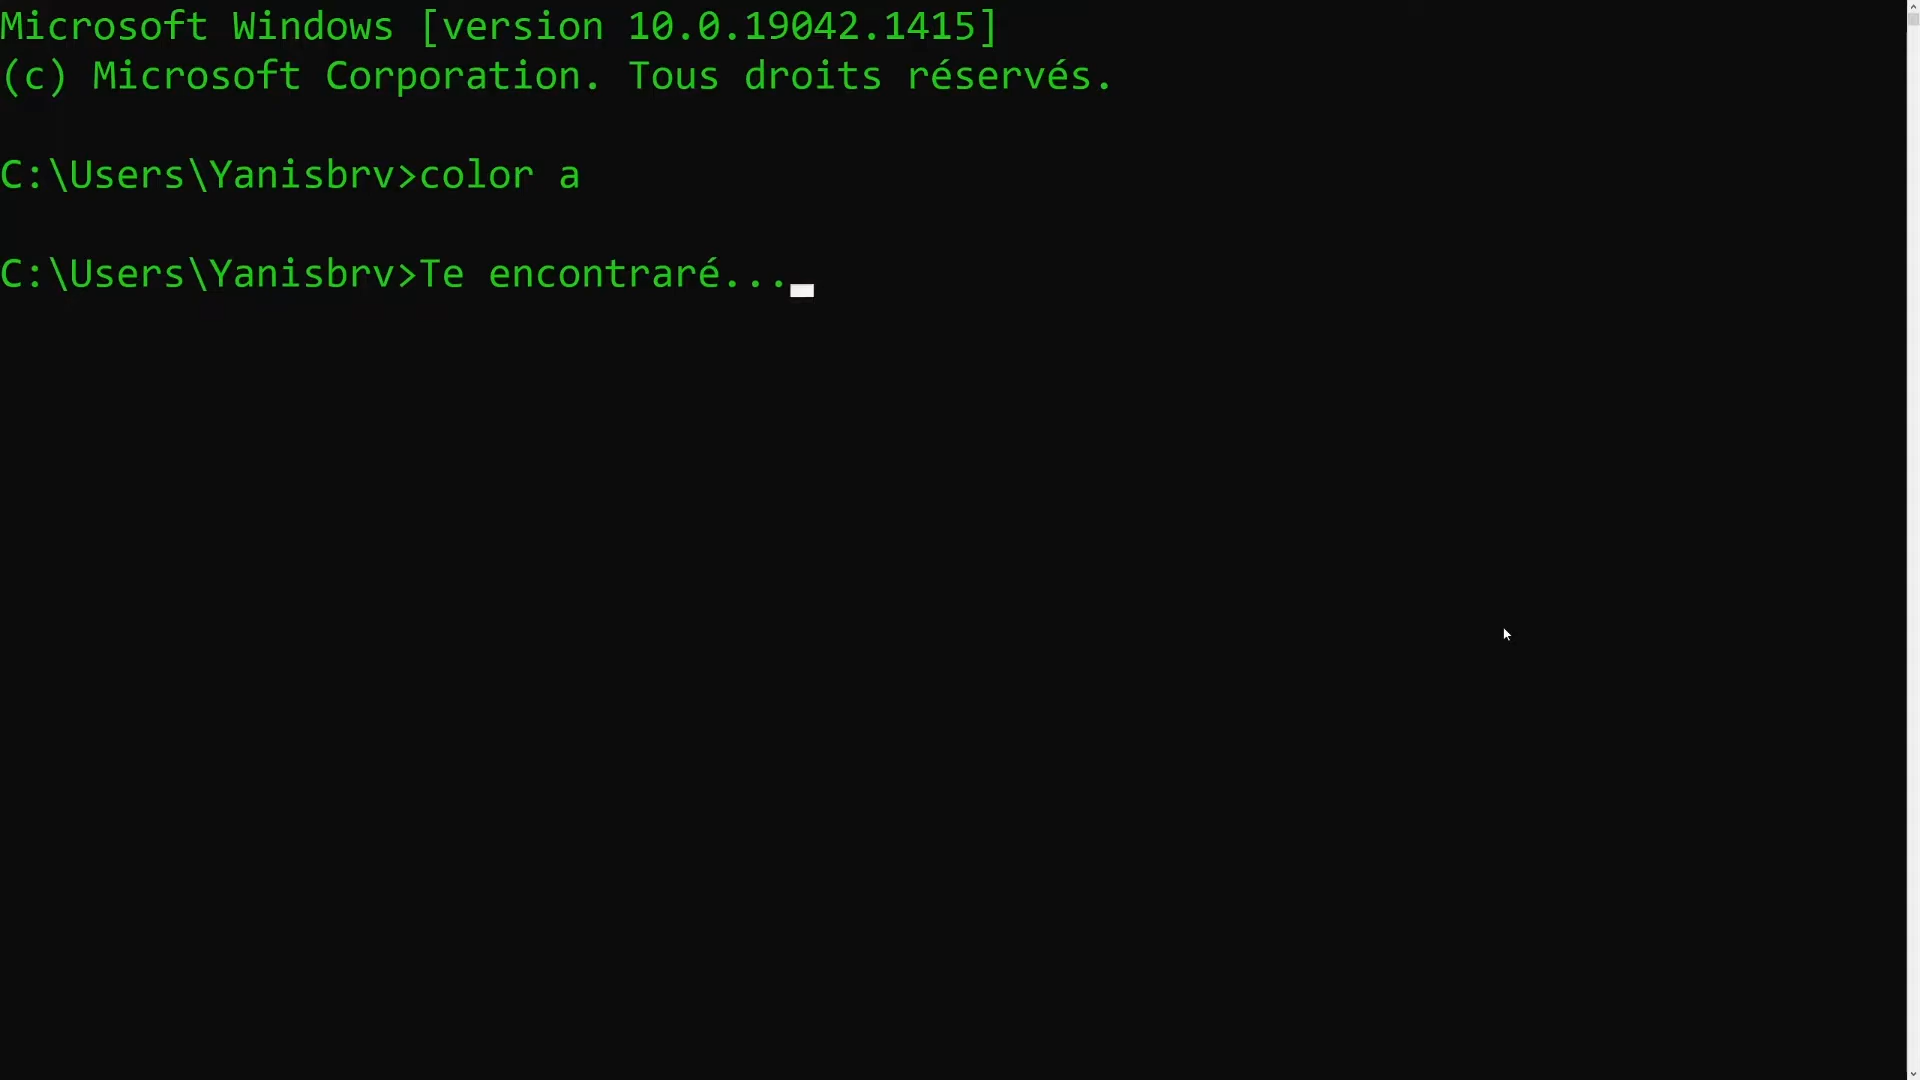 Microsoft Windows [version 10.0.19042.1415]
(c) Microsoft Corporation. Tous droits réservés.
C:\Users\Yanisbrv>color a
C:\Users\Yanisbrv>Te encontraré...